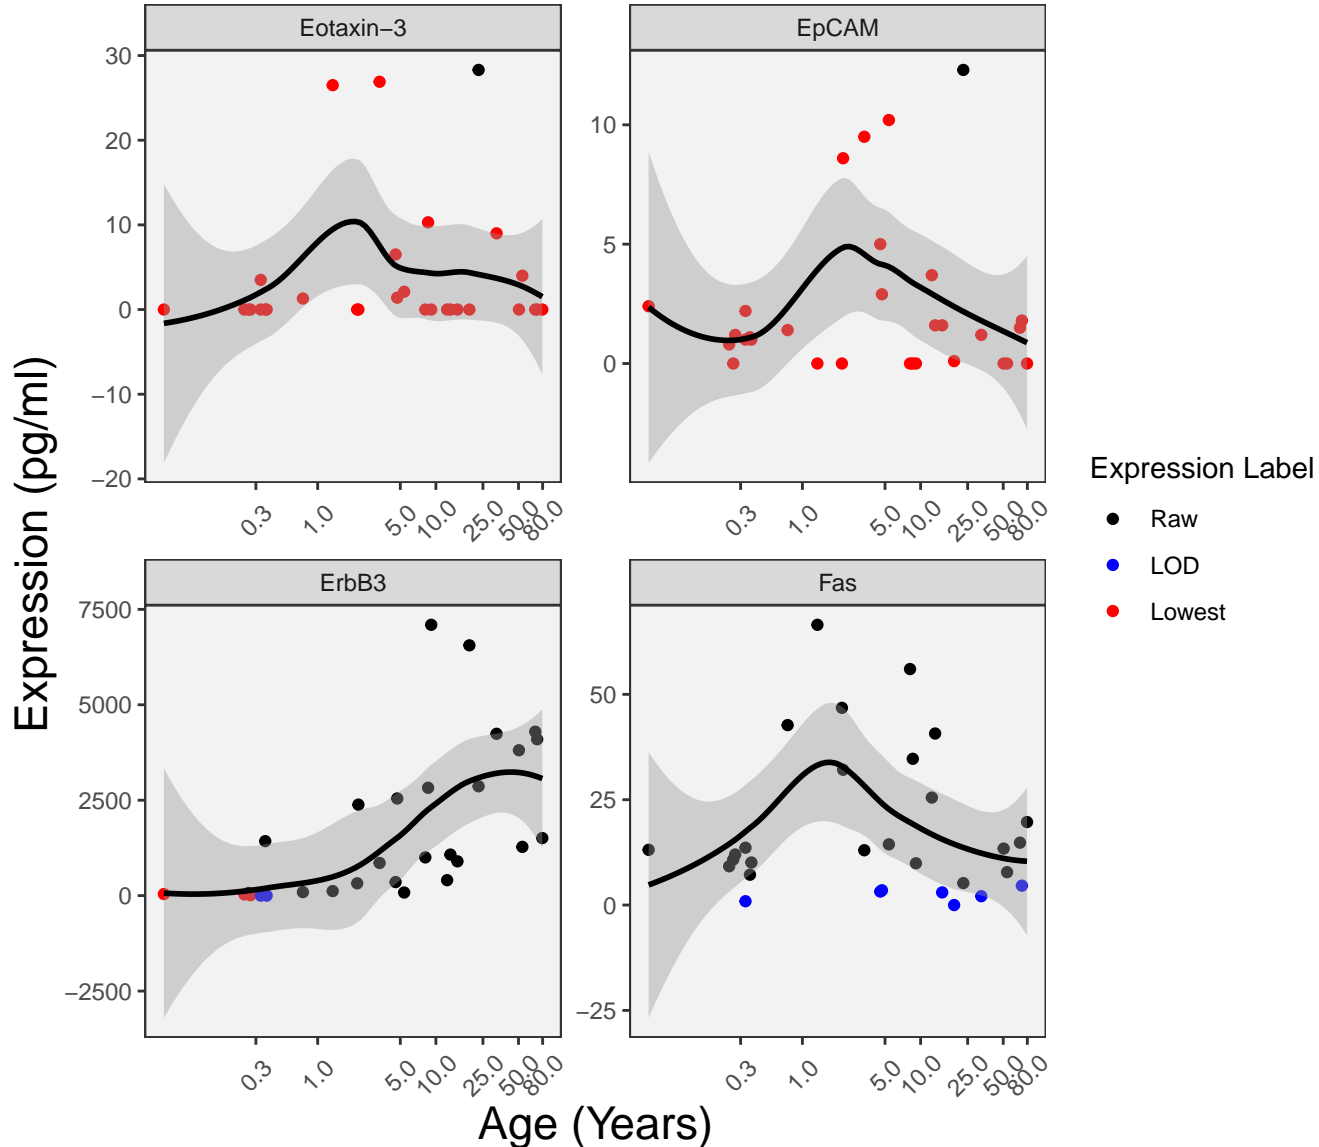 Eotaxin−3
EpCAM
30
20
10
0
−10
−20
10
5
0
0.3 1.0 5.0 10.0 25.0 50.0 80.0
0.3 1.0 5.0 10.0 25.0 50.0 80.0
Expression (pg/ml)
Expression Label
Raw
LOD
Lowest
ErbB3
Fas
7500
5000
2500
0
−2500
50
25
0
−25
0.3 1.0 5.0 10.0 25.0 50.0 80.0
0.3 1.0 5.0 10.0 25.0 50.0 80.0
Age (Years)